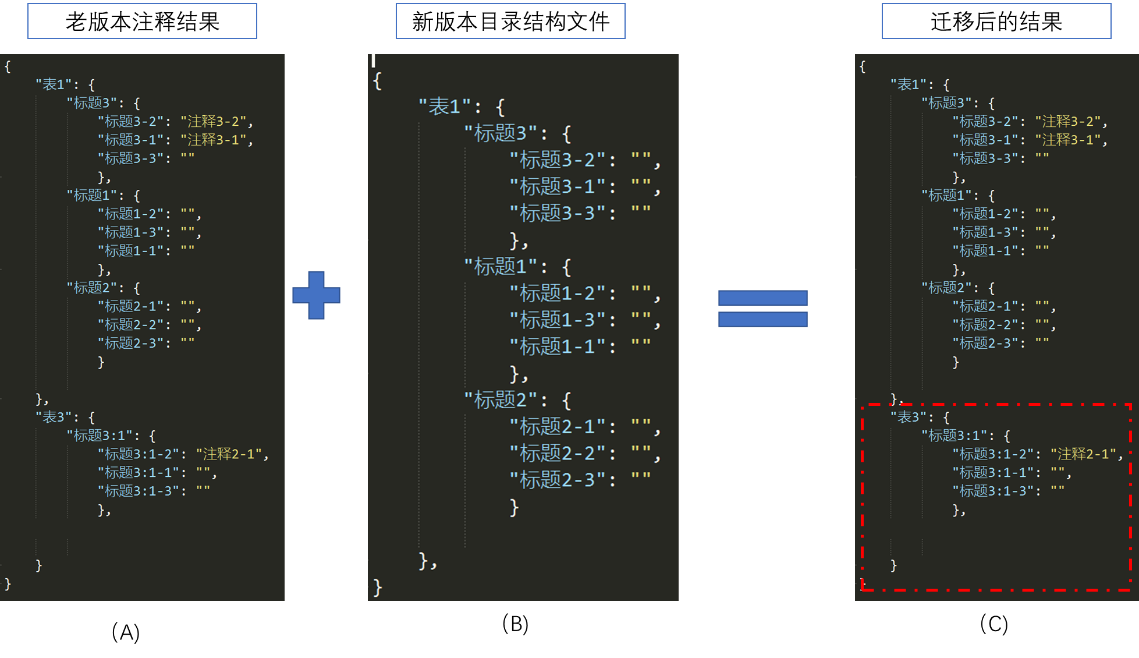 老版本注释结果
{
"表1": {
"标题3": {
"标题3-2": "注释3-2",
"标题3-1": "注释3-1",
"标题3-3": ""
},
"标题1": {
"标题1-2": "",
"标题1-3": "",
"标题1-1": ""
},
"标题2": {
"标题2-1": "",
"标题2-2": "",
"标题2-3": ""
}
},
"表3": {
"标题3:1": {
"标题3:1-2": "注释2-1",
"标题3:1-1": "",
"标题3:1-3": ""
},
}
}
(A)
新版本目录结构文件
{
"表1": {
"标题3": {
"标题3-2": "",
"标题3-1": "",
"标题3-3": ""
},
"标题1": {
"标题1-2": "",
"标题1-3": "",
"标题1-1": ""
},
"标题2": {
"标题2-1": "",
"标题2-2": "",
"标题2-3": ""
}
},
}
(B)
迁移后的结果
{
"表1": {
"标题3": {
"标题3-2": "注释3-2",
"标题3-1": "注释3-1",
"标题3-3": ""
},
"标题1": {
"标题1-2": "",
"标题1-3": "",
"标题1-1": ""
},
"标题2": {
"标题2-1": "",
"标题2-2": "",
"标题2-3": ""
}
},
"表3": {
"标题3:1": {
"标题3:1-2": "注释2-1",
"标题3:1-1": "",
"标题3:1-3": ""
},
}
}
(C)